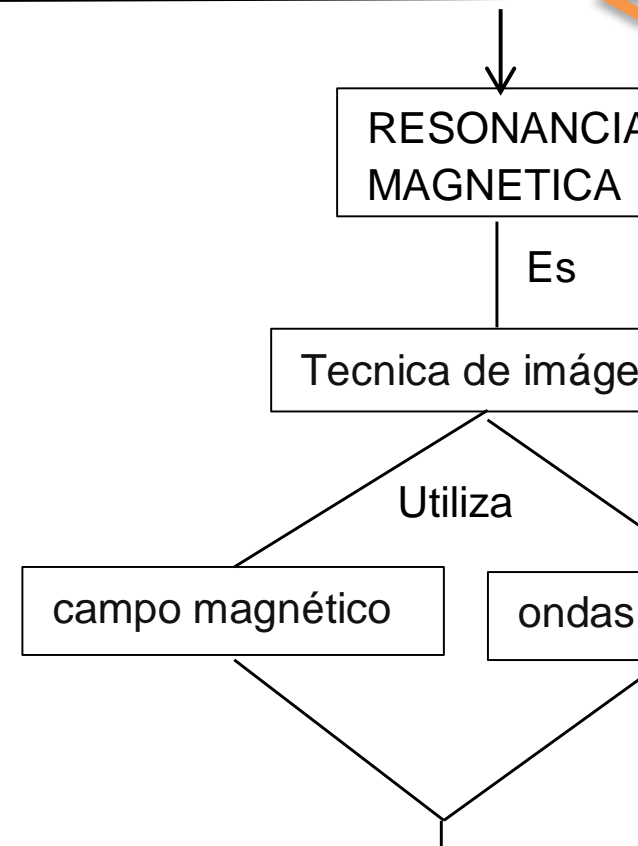 RESONANCIA
MAGNETICA
Es
Tecnica de imáge
Utiliza
campo magnético
ondas